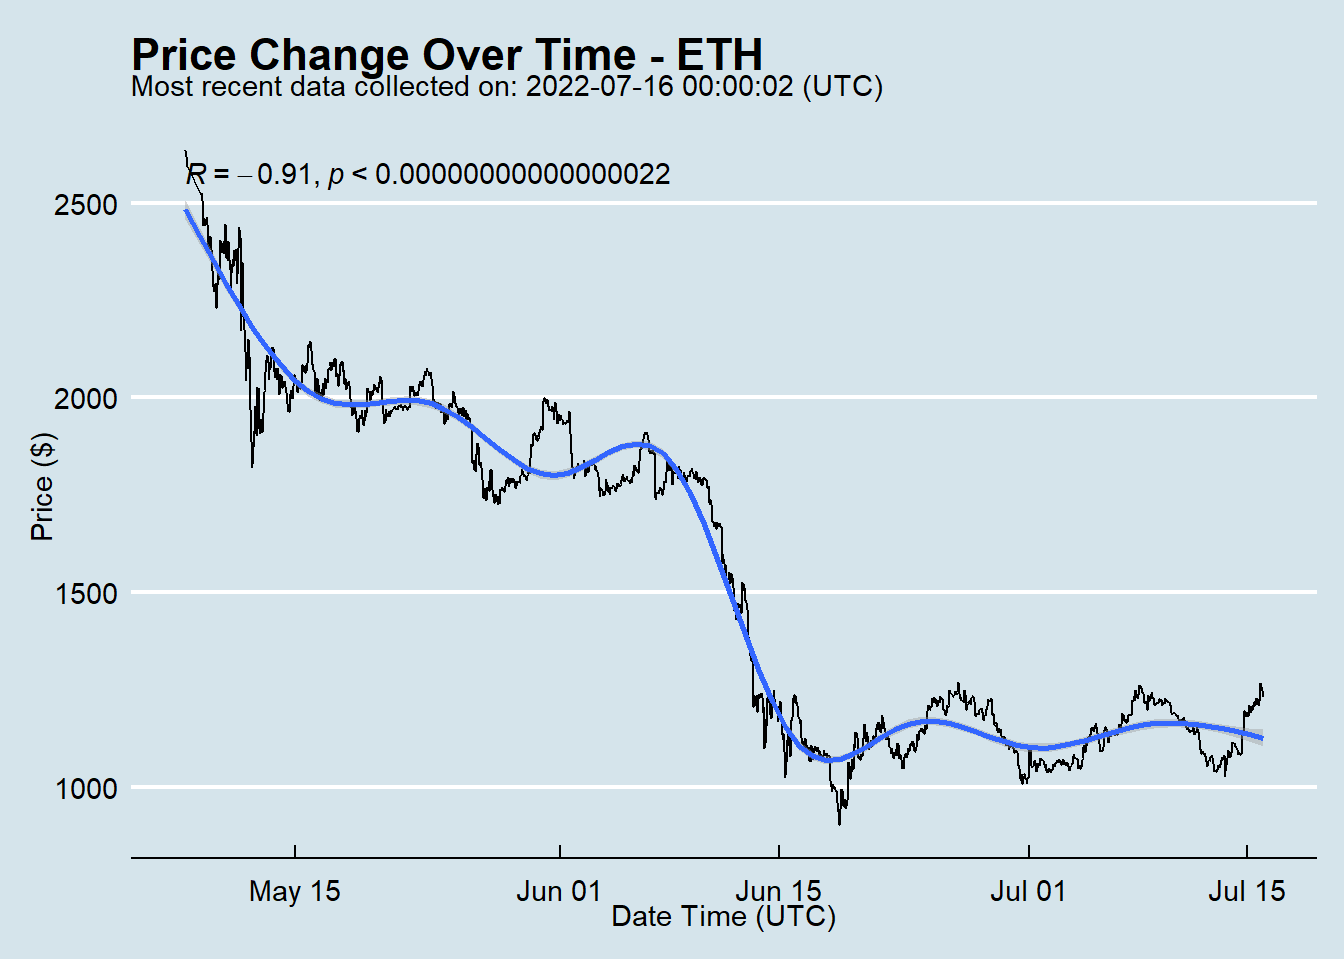 Price Change Over Time - ETH
Most recent data collected on: 2022-07-16 00:00:02 (UTC)
R = −0.91, p < 0.00000000000000022
2500
2000
1500
1000
Price ($)
May 15 Jun 01 Jun 15 Jul 01 Jul 15
Date Time (UTC)